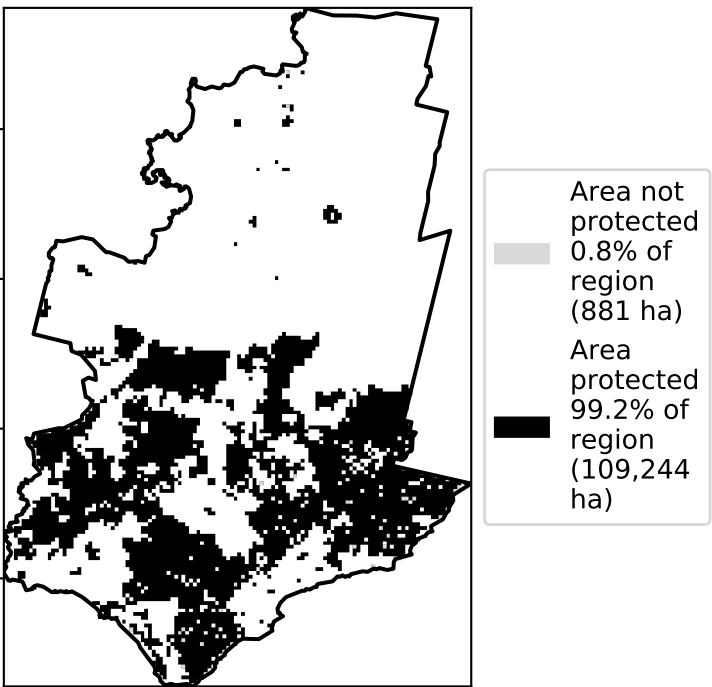 Area not
protected
0.8% of
region
(881 ha)
Area
protected
99.2% of
region
(109,244
ha)